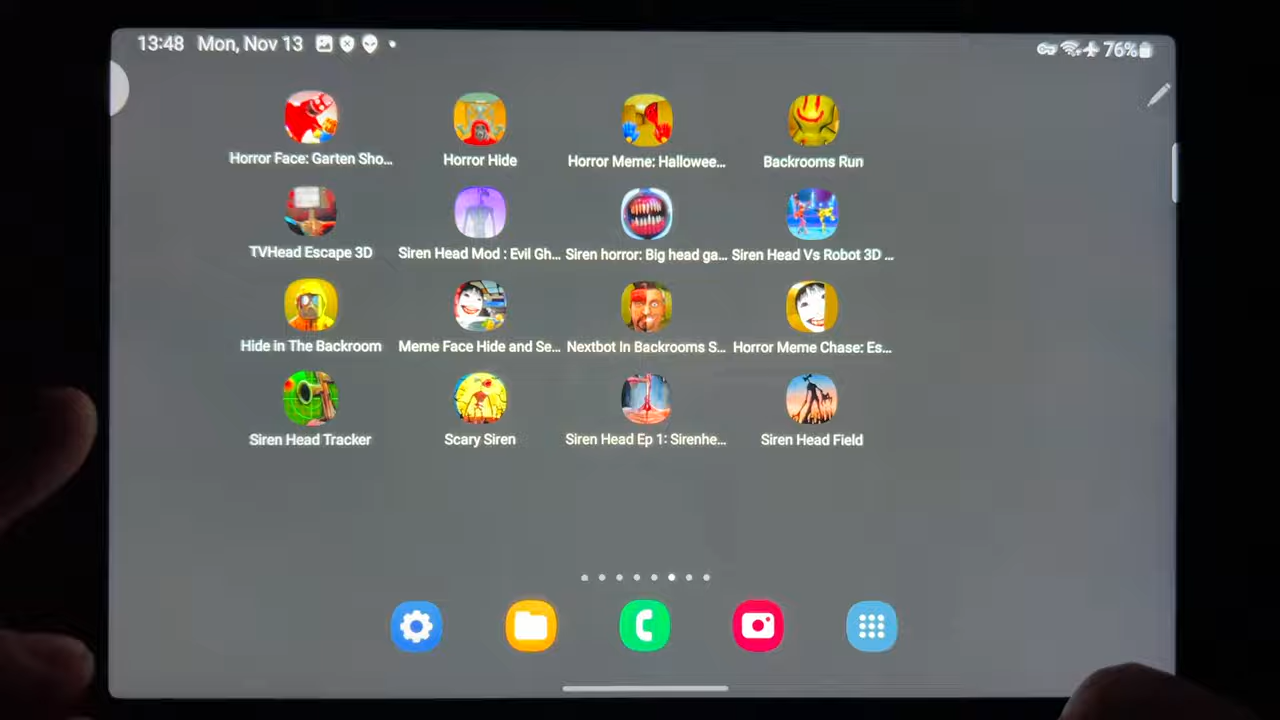 13:48 Mon, Nov 13
76%
Horror Face: Garten Sho...
Horror Hide
Horror Meme: Hallowee...
Backrooms Run
TVHead Escape 3D
Siren Head Mod : Evil Gh...
Siren horror: Big head ga...
Siren Head Vs Robot 3D ...
Hide in The Backroom
Meme Face Hide and Se...
Nextbot In Backrooms S...
Horror Meme Chase: Es...
Siren Head Tracker
Scary Siren
Siren Head Ep 1: Sirenhe...
Siren Head Field